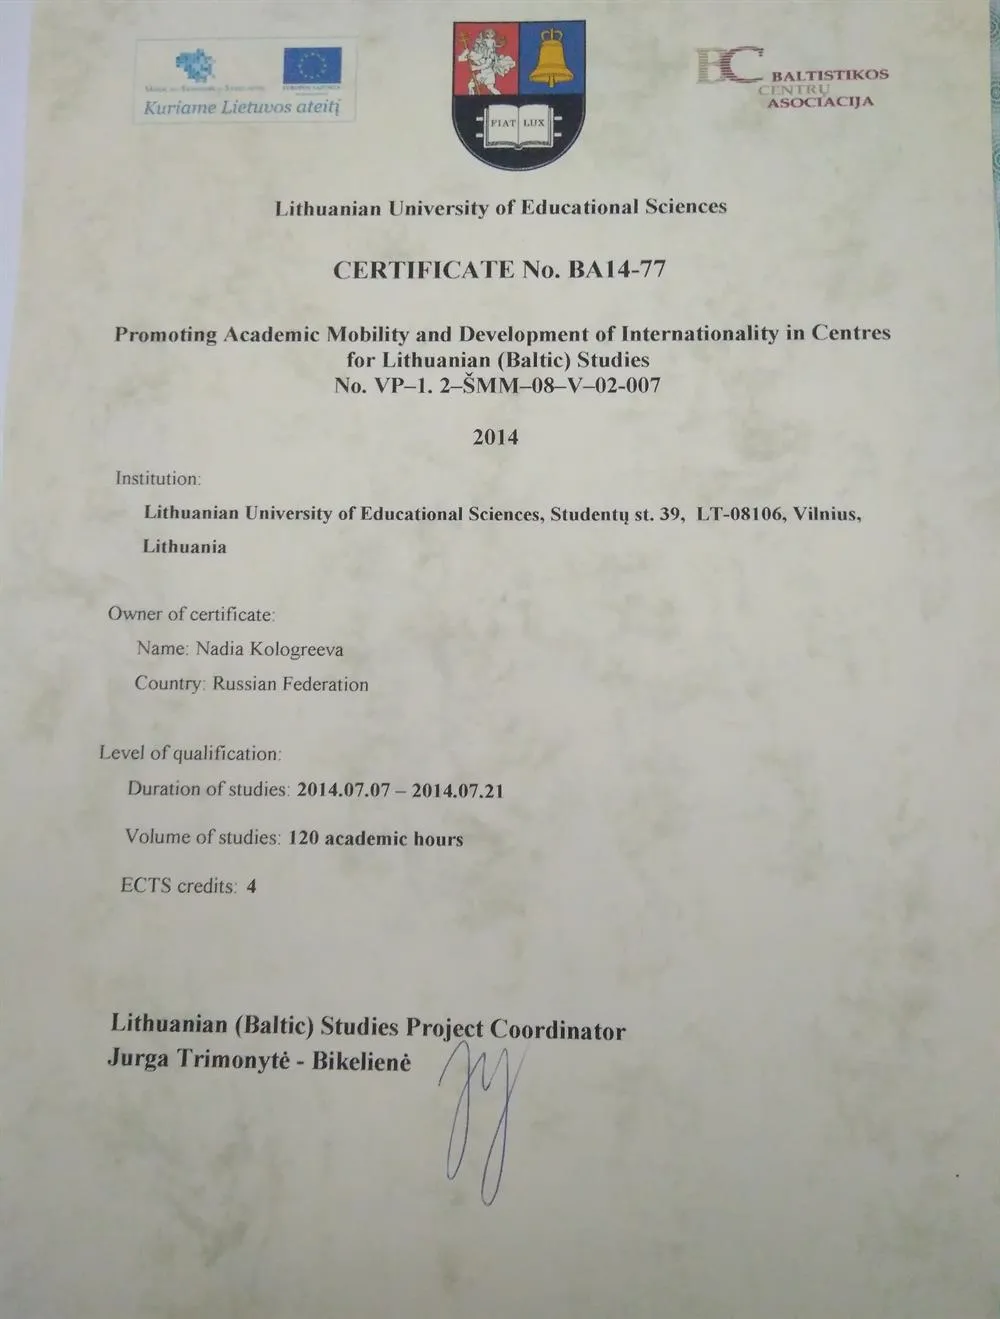 Kuriame Lietuvos ateitį
FIAT LUX
BC BALTISTIKOS
CENTRŲ
ASOCIACIJA
Lithuanian University of Educational Sciences
CERTIFICATE No. BA14-77
Promoting Academic Mobility and Development of Internationality in Centres
for Lithuanian (Baltic) Studies
No. VP–1. 2–ŠMM–08–V–02-007
2014
Institution:
Lithuanian University of Educational Sciences, Studentų st. 39, LT-08106, Vilnius,
Lithuania
Owner of certificate:
Name: Nadia Kologreeva
Country: Russian Federation
Level of qualification:
Duration of studies: 2014.07.07 – 2014.07.21
Volume of studies: 120 academic hours
ECTS credits: 4
Lithuanian (Baltic) Studies Project Coordinator
Jurga Trimonytė - Bikelienė